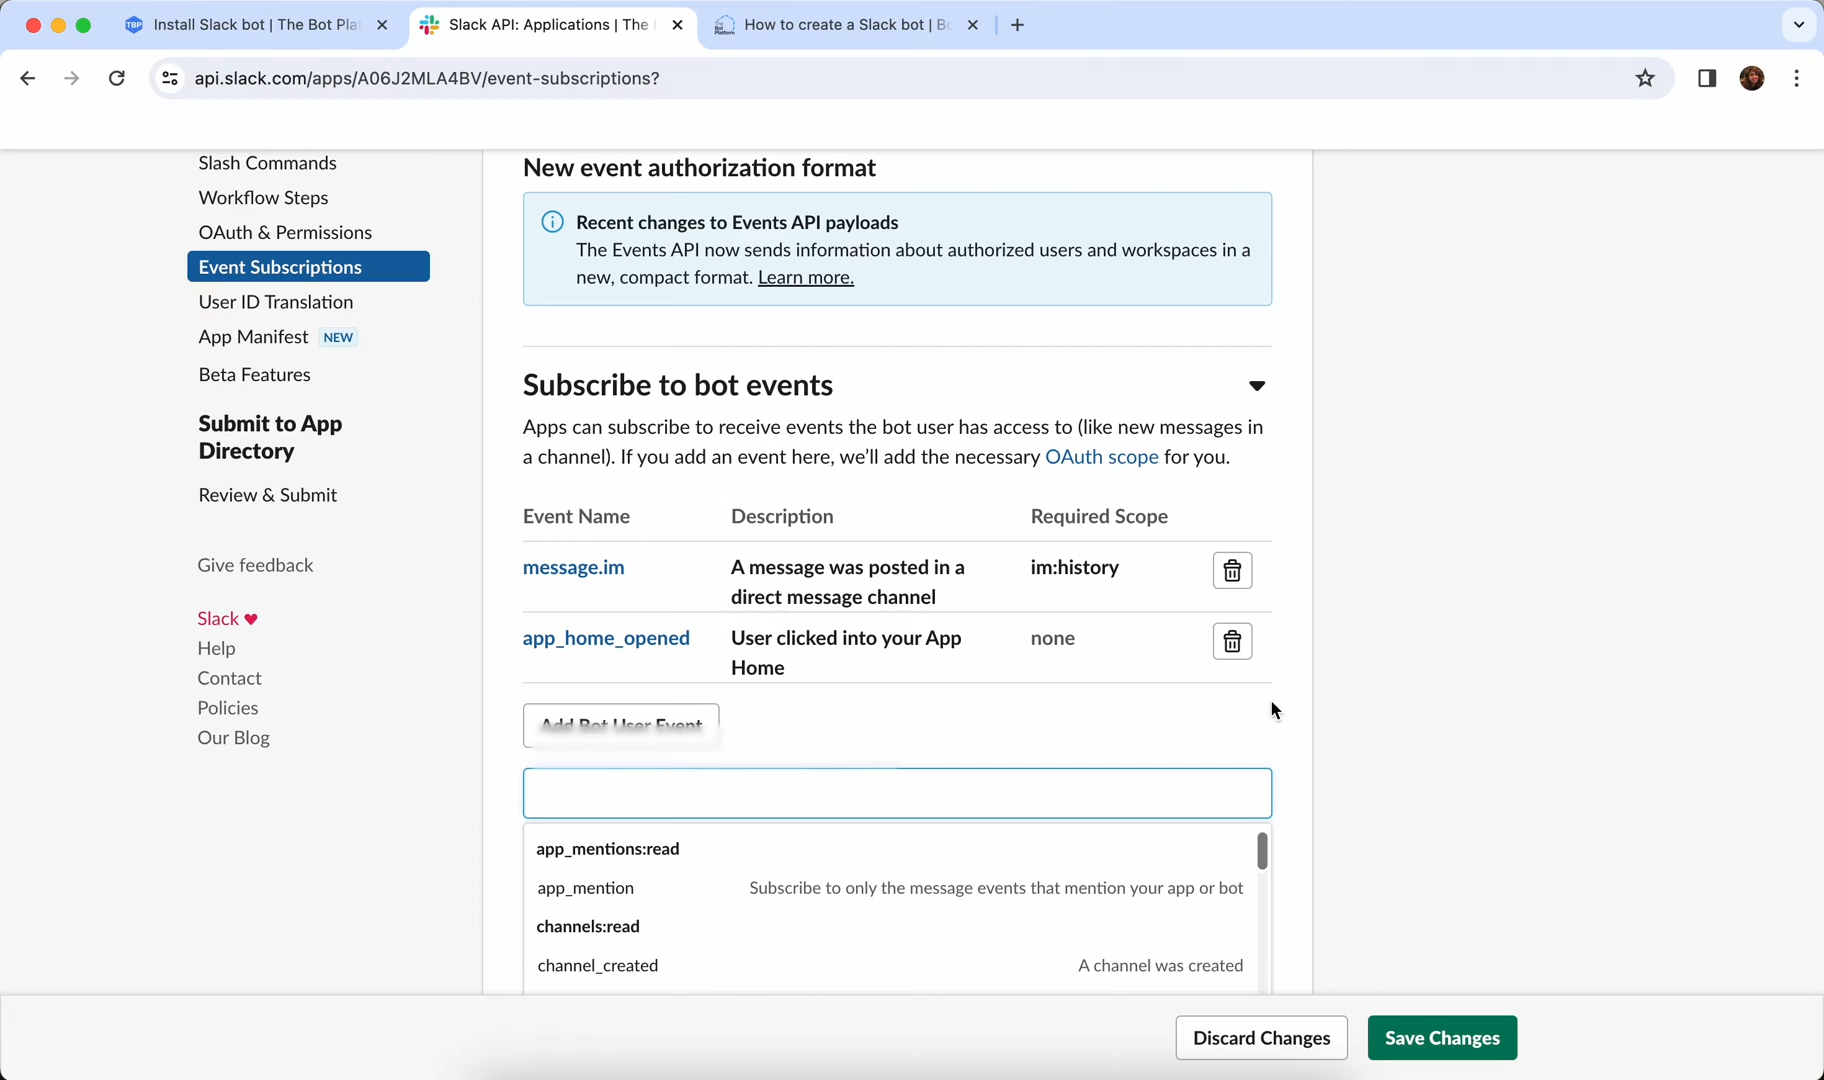 Install Slack bot | The Bot Pla
Slack API: Applications | The
How to create a Slack bot | Bo
api.slack.com/apps/A06J2MLA4BV/event-subscriptions?
Slash Commands
Workflow Steps
OAuth & Permissions
Event Subscriptions
User ID Translation
App Manifest NEW
Beta Features
Submit to App
Directory
Review & Submit
Give feedback
Slack
Help
Contact
Policies
Our Blog
New event authorization format
Recent changes to Events API payloads
The Events API now sends information about authorized users and workspaces in a
new, compact format. Learn more.
Subscribe to bot events
Apps can subscribe to receive events the bot user has access to (like new messages in
a channel). If you add an event here, we’ll add the necessary OAuth scope for you.
Event Name Description Required Scope
message.im A message was posted in a im:history
direct message channel
app_home_opened User clicked into your App none
Home
Add Bot User Event
app_mentions:read
app_mention Subscribe to only the message events that mention your app or bot
channels:read
channel_created A channel was created
Discard Changes Save Changes